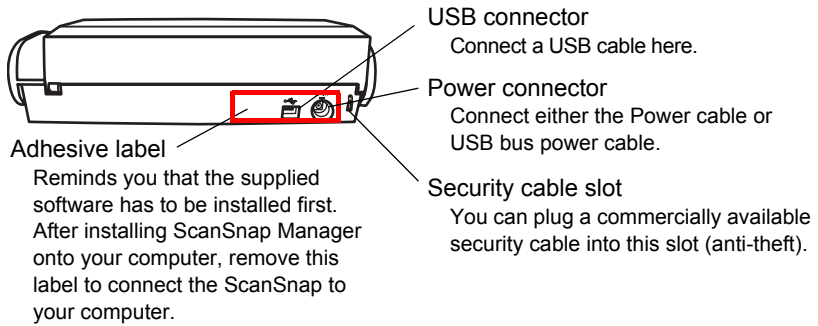 USB connector
Connect a USB cable here.
Power connector
Connect either the Power cable or
USB bus power cable.
Security cable slot
You can plug a commercially available
security cable into this slot (anti-theft).
Adhesive label
Reminds you that the supplied
software has to be installed first.
After installing ScanSnap Manager
onto your computer, remove this
label to connect the ScanSnap to
your computer.